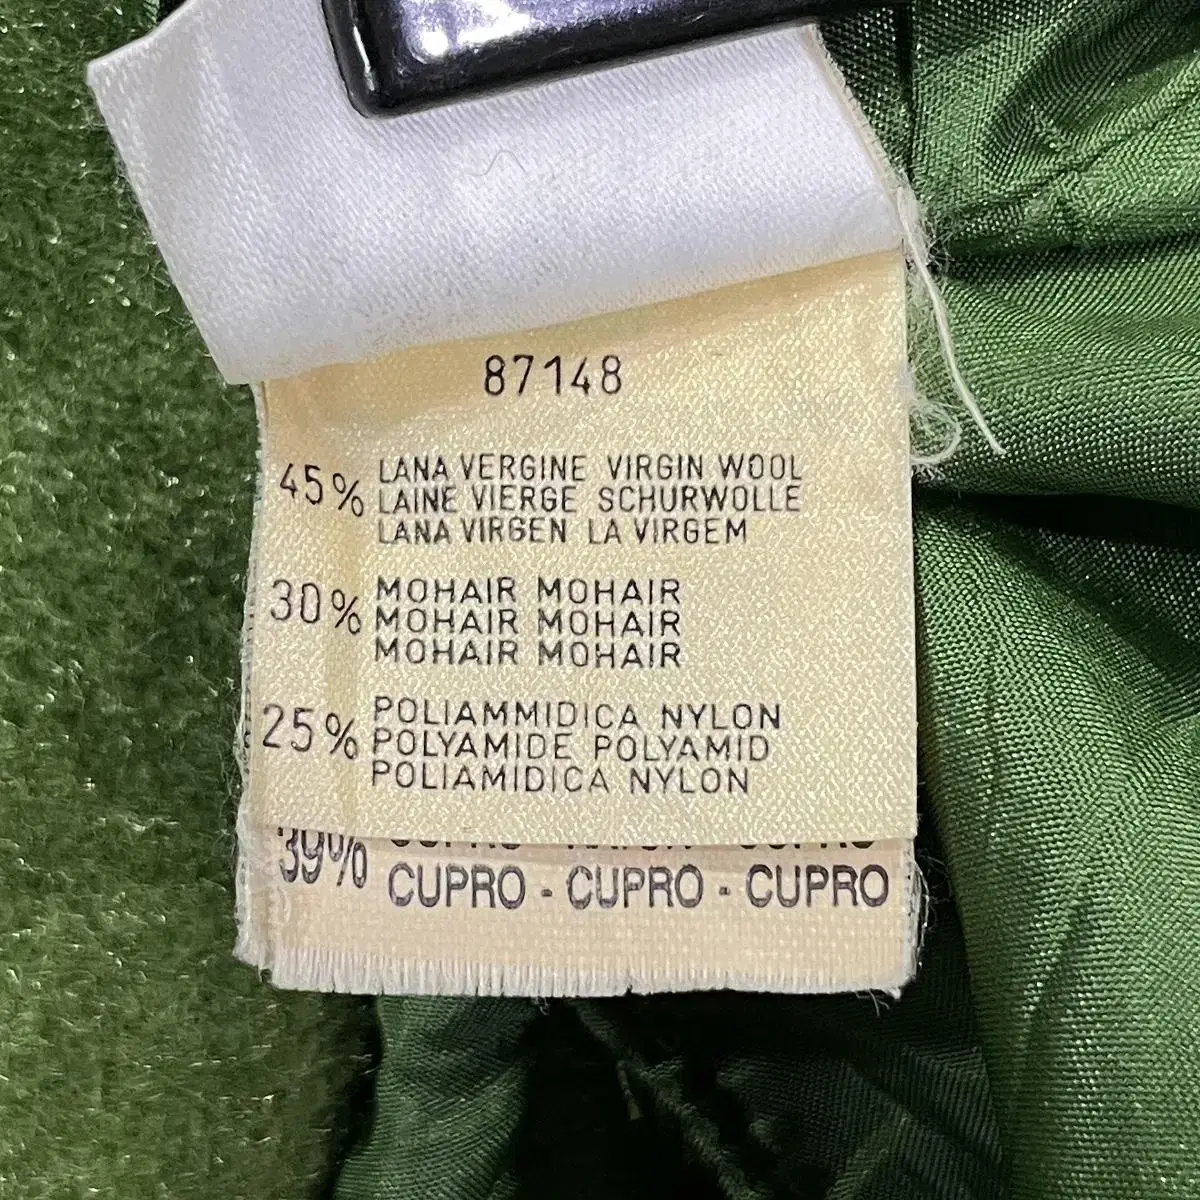 87148
45% LANA VERGINE VIRGIN WOOL
LAINE VIERGE SCHURWOLLE
LANA VIRGEN LA VIRGEM
30% MOHAIR MOHAIR
MOHAIR MOHAIR
MOHAIR MOHAIR
25% POLIAMMIDICA NYLON
POLYAMIDE POLYAMID
POLIAMIDICA NYLON
39%
CUPRO - CUPRO - CUPRO